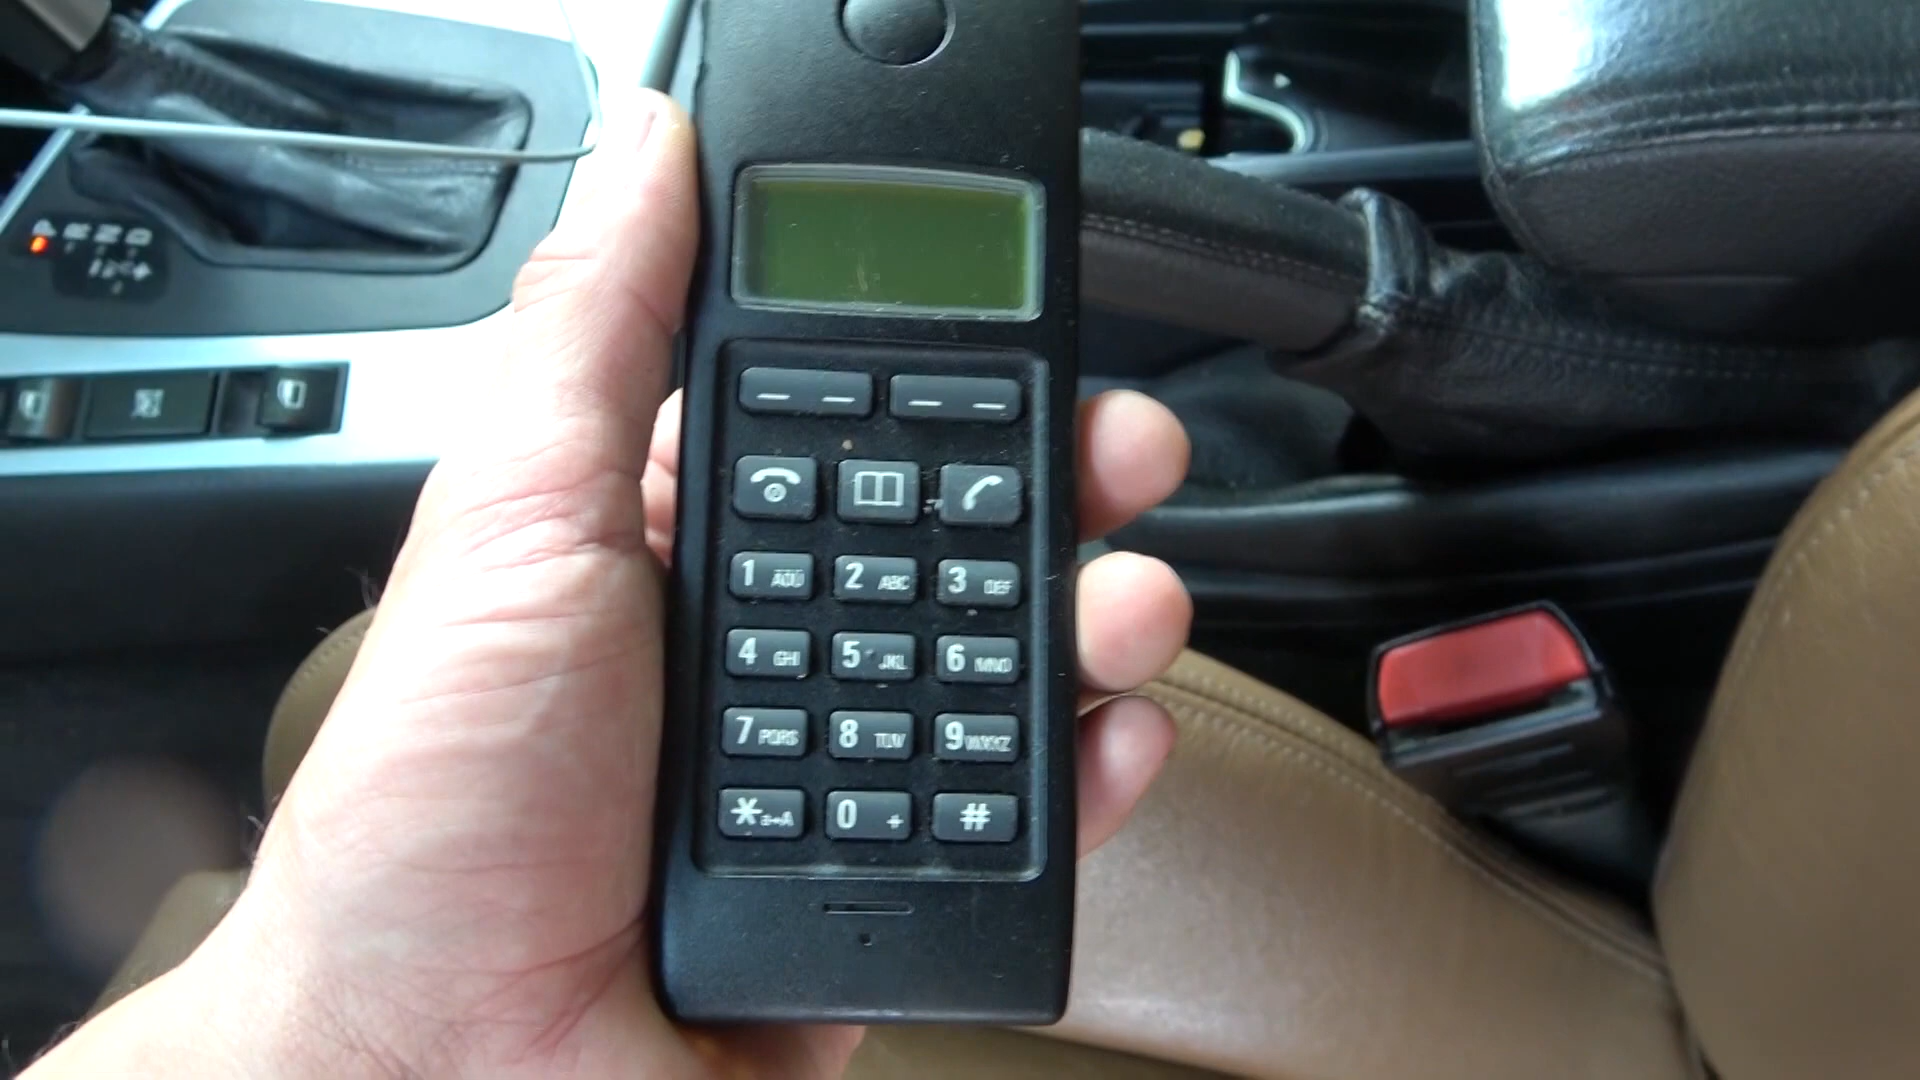 P R N D
1 ÄÖÜ 2 ABC 3 DEF
4 GHI 5 JKL 6 MNO
7 PQRS 8 TUV 9 WXYZ
* a→A 0 + #